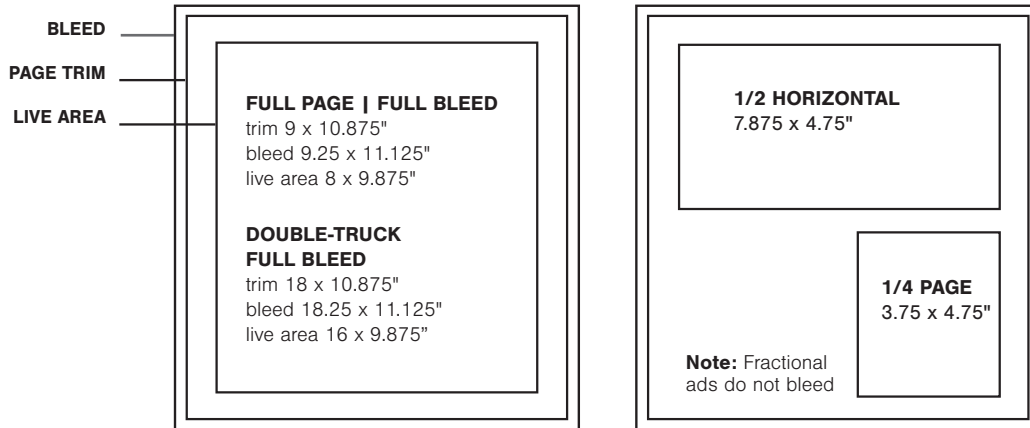 BLEED
PAGE TRIM
LIVE AREA
FULL PAGE | FULL BLEED
trim 9 x 10.875"
bleed 9.25 x 11.125"
live area 8 x 9.875"
DOUBLE-TRUCK
FULL BLEED
trim 18 x 10.875"
bleed 18.25 x 11.125"
live area 16 x 9.875”
1/2 HORIZONTAL
7.875 x 4.75"
1/4 PAGE
3.75 x 4.75"
Note: Fractional
ads do not bleed